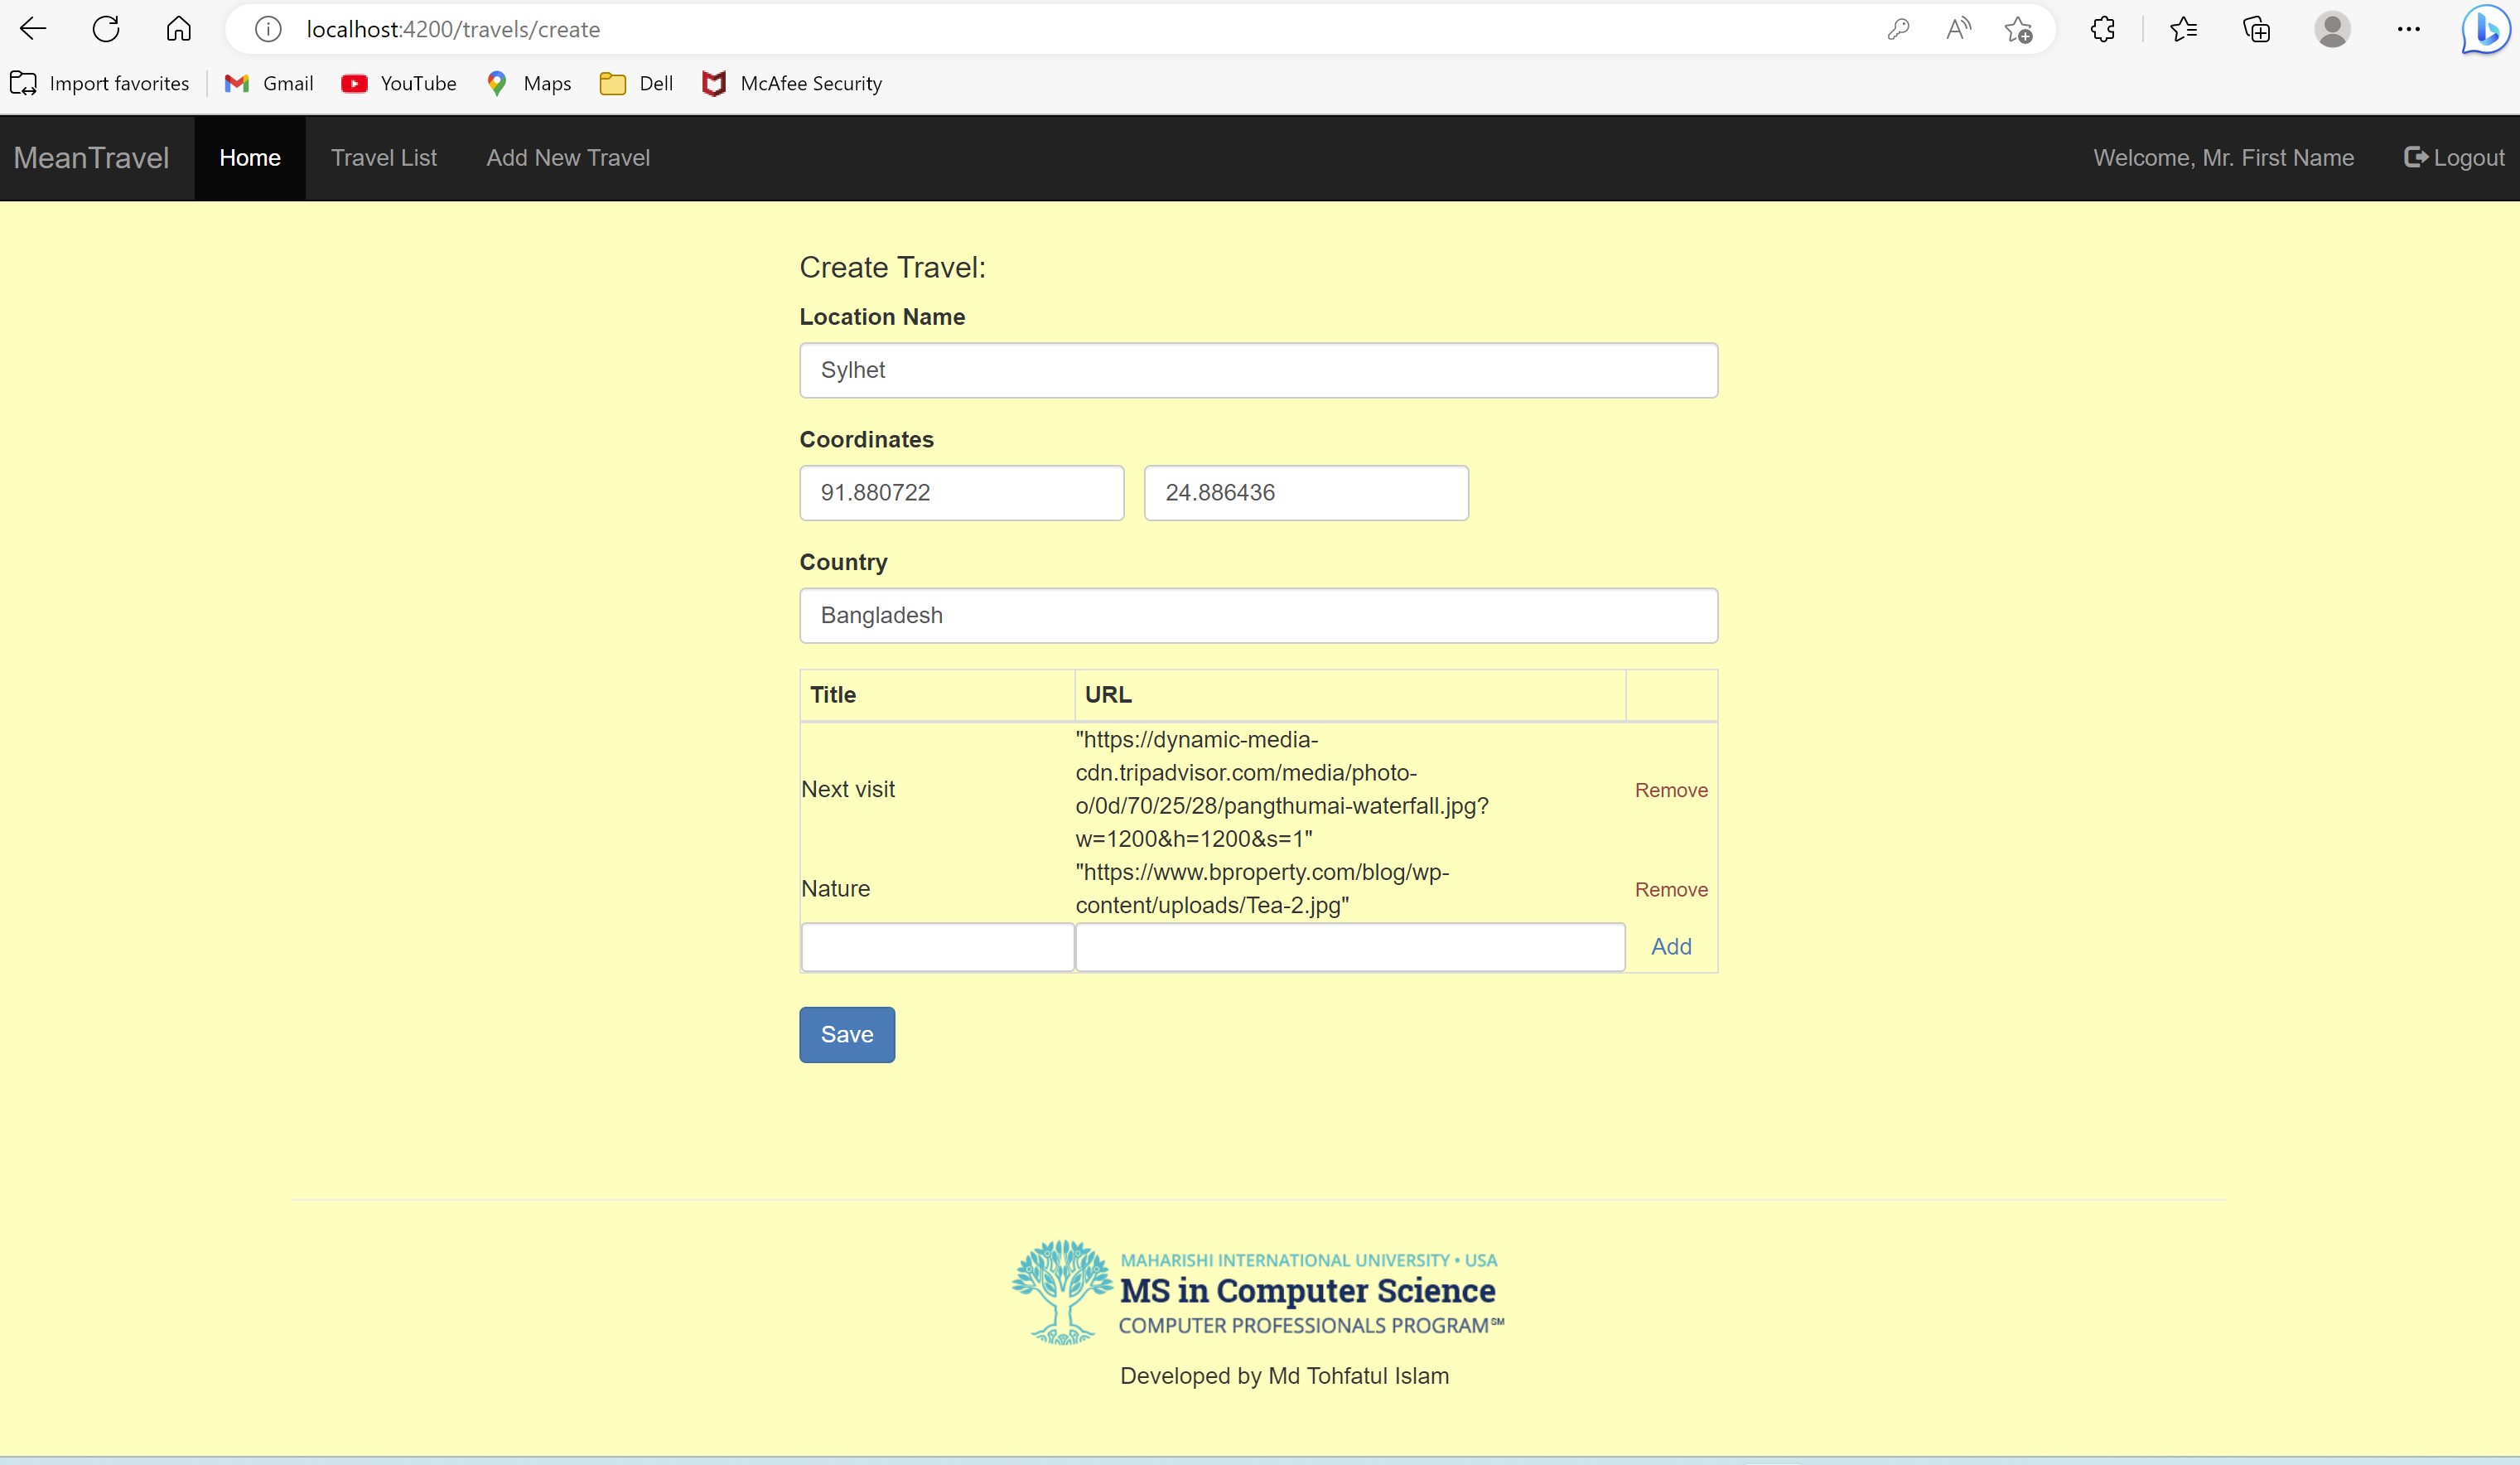 localhost:4200/travels/create
Import favorites Gmail YouTube Maps Dell McAfee Security
MeanTravel Home Travel List Add New Travel Welcome, Mr. First Name Logout
Create Travel:
Location Name
Sylhet
Coordinates
91.880722 24.886436
Country
Bangladesh
Title URL
Next visit
"https://dynamic-media-
cdn.tripadvisor.com/media/photo-
o/0d/70/25/28/pangthumai-waterfall.jpg?
w=1200&h=1200&s=1"
Remove
Nature
"https://www.bproperty.com/blog/wp-
content/uploads/Tea-2.jpg"
Remove
Add
Save
MAHARISHI INTERNATIONAL UNIVERSITY • USA
MS in Computer Science
COMPUTER PROFESSIONALS PROGRAM℠
Developed by Md Tohfatul Islam